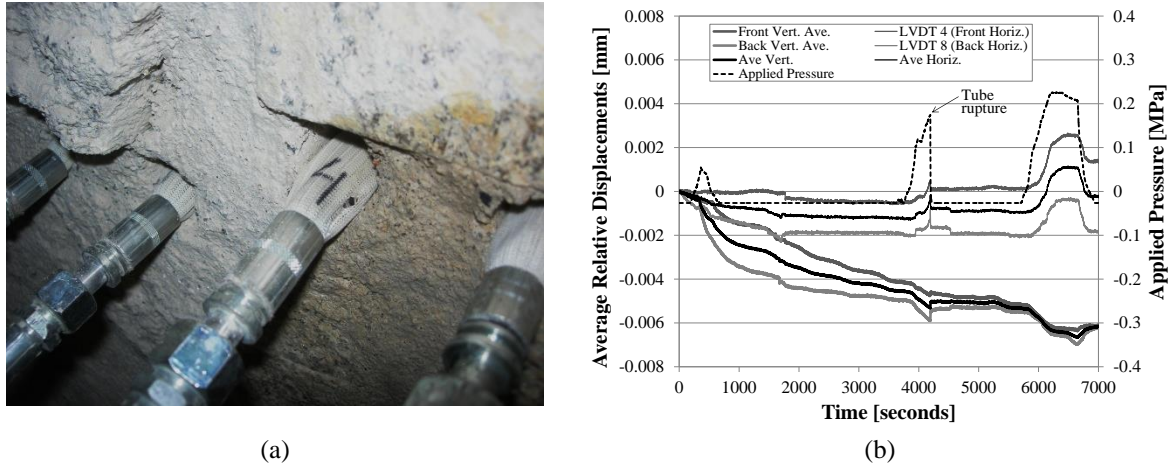 Front Vert. Ave.
LVDT 4 (Front Horiz.)
Back Vert. Ave.
LVDT 8 (Back Horiz.)
Ave Vert.
Ave Horiz.
Applied Pressure
Tube
rupture
Average Relative Displacements [mm]
0.008
0.006
0.004
0.002
0
-0.002
-0.004
-0.006
-0.008
0.4
0.3
0.2
0.1
0
-0.1
-0.2
-0.3
-0.4
Applied Pressure [MPa]
0 1000 2000 3000 4000 5000 6000 7000
Time [seconds]
(a)
(b)